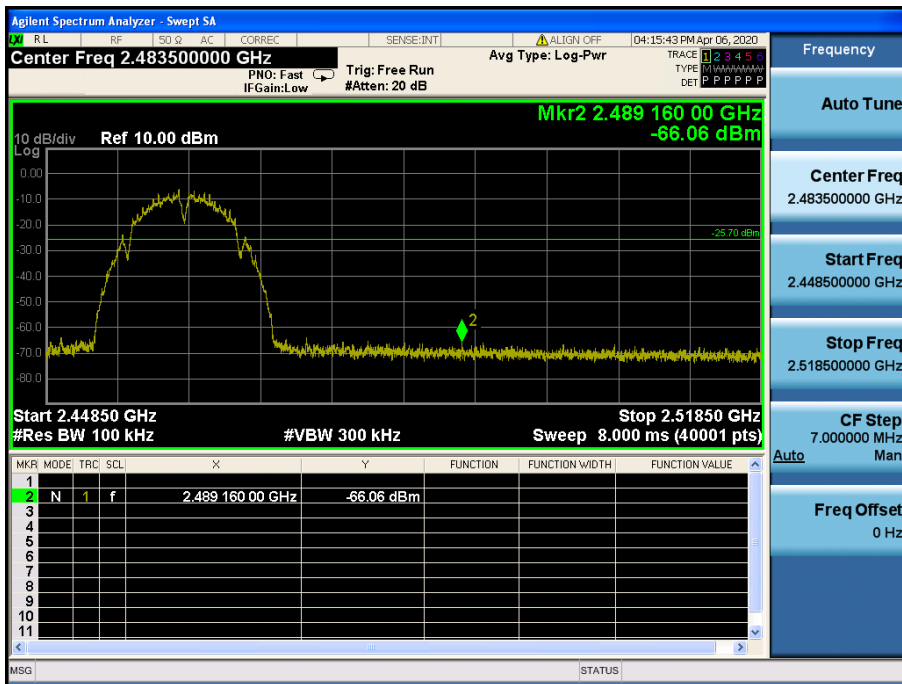 Agilent Spectrum Analyzer - Swept SA
LXI RL RF 50 Ω AC CORREC SENSE:INT ALIGN OFF 04:15:43 PM Apr 06, 2020
Center Freq 2.483500000 GHz
PNO: Fast
IFGain:Low
Trig: Free Run
#Atten: 20 dB
Avg Type: Log-Pwr
TRACE 1 2 3 4 5 6
TYPE MWWWWW
DET P P P P P P
Mkr2 2.489 160 00 GHz
-66.06 dBm
10 dB/div Ref 10.00 dBm
Log
0.00
-10.0
-20.0
-25.70 dBm
-30.0
-40.0
-50.0
-60.0
2
-70.0
-80.0
Start 2.44850 GHz Stop 2.51850 GHz
#Res BW 100 kHz #VBW 300 kHz Sweep 8.000 ms (40001 pts)
MKR MODE TRC SCL X Y FUNCTION FUNCTION WIDTH FUNCTION VALUE
1
2 N 1 f 2.489 160 00 GHz -66.06 dBm
3
4
5
6
7
8
9
10
11
MSG STATUS
Frequency
Auto Tune
Center Freq
2.483500000 GHz
Start Freq
2.448500000 GHz
Stop Freq
2.518500000 GHz
CF Step
7.000000 MHz
Auto Man
Freq Offset
0 Hz